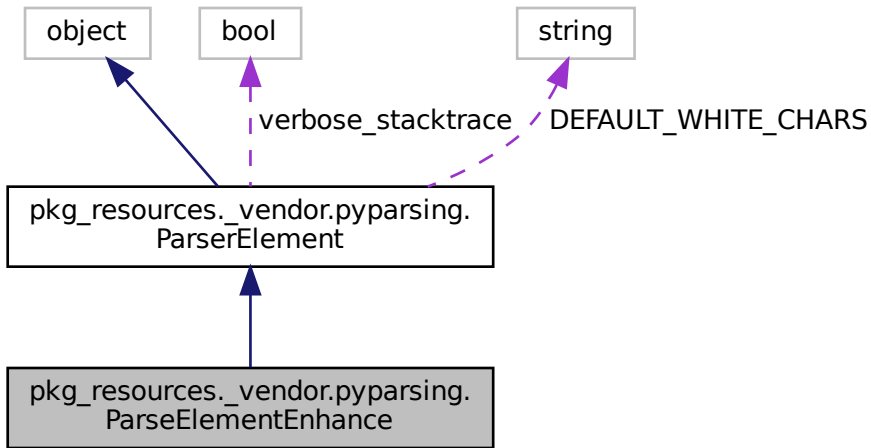 object
bool
string
verbose_stacktrace
DEFAULT_WHITE_CHARS
pkg_resources._vendor.pyparsing.
ParserElement
pkg_resources._vendor.pyparsing.
ParseElementEnhance